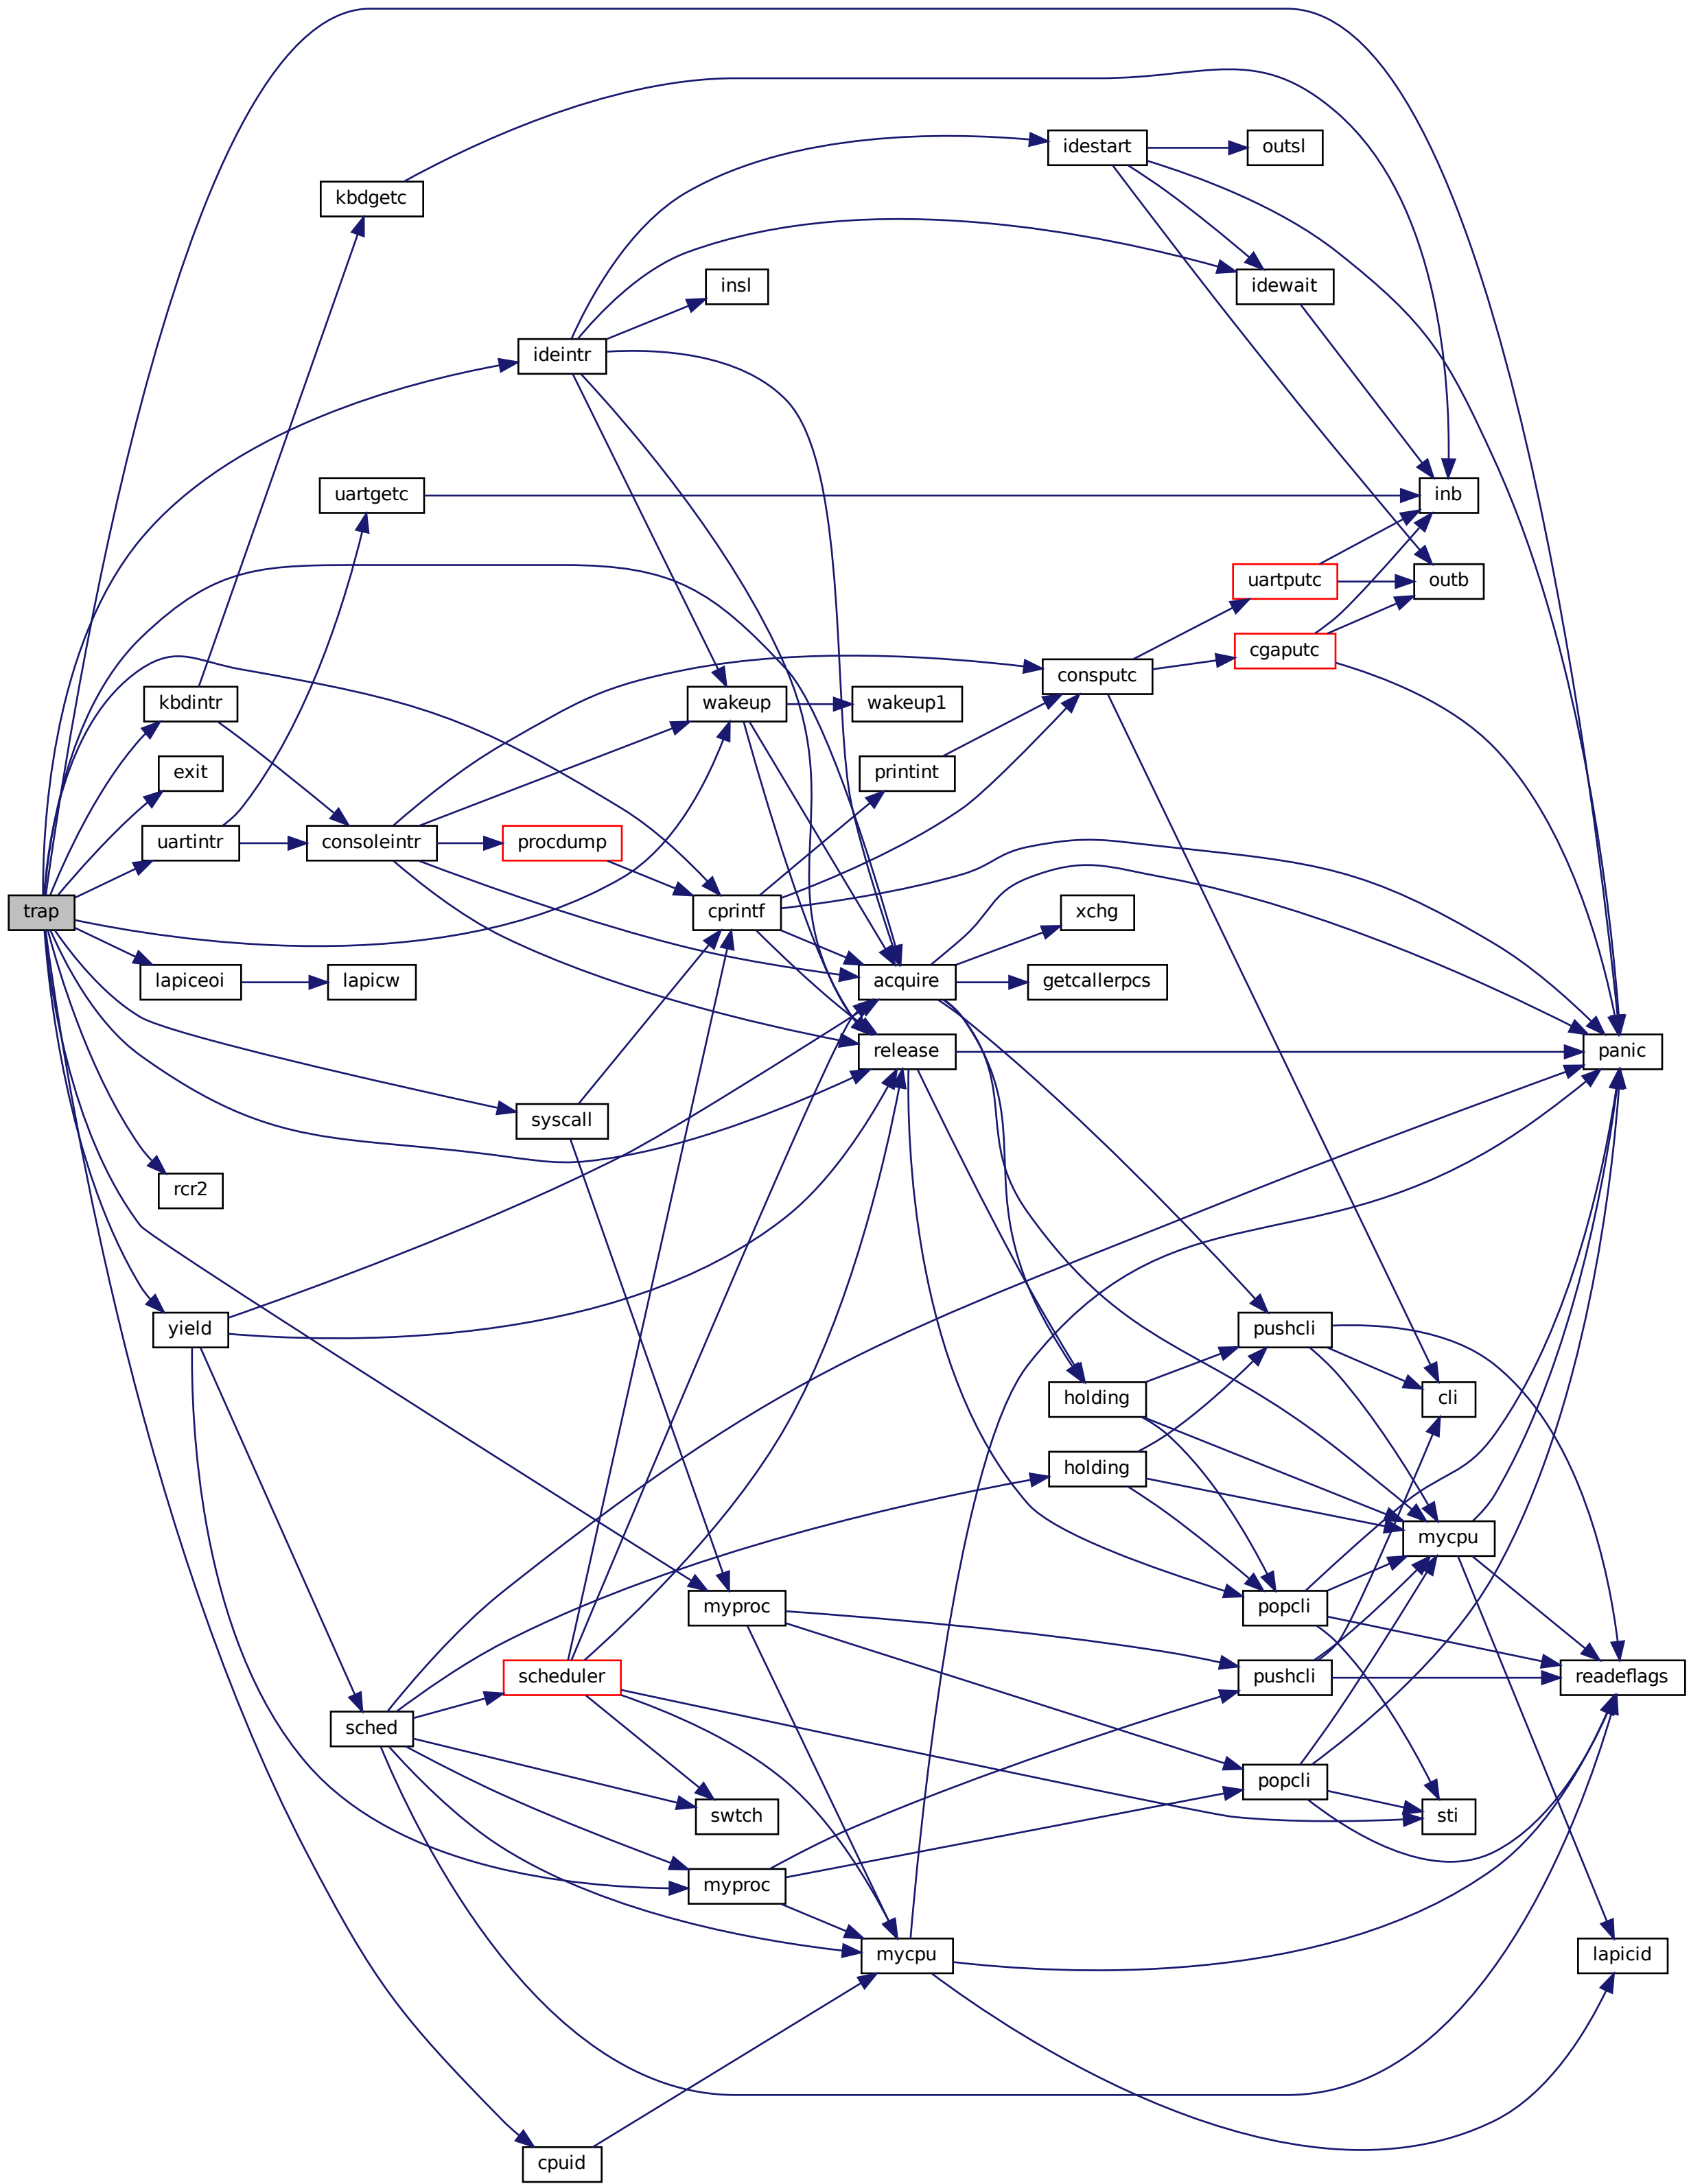 idestart
outsl
kbdgetc
insl
idewait
ideintr
uartgetc
inb
uartputc
outb
cgaputc
consputc
kbdintr
wakeup
wakeup1
exit
printint
uartintr
consoleintr
procdump
trap
cprintf
xchg
lapiceoi
lapicw
acquire
getcallerpcs
release
panic
syscall
rcr2
yield
pushcli
holding
cli
holding
mycpu
myproc
popcli
scheduler
pushcli
readeflags
sched
popcli
swtch
sti
myproc
mycpu
lapicid
cpuid